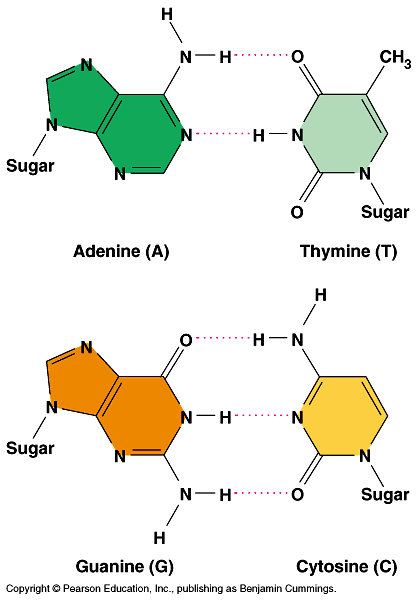 H
N
N
H
O
CH3
N
N
H
N
Sugar
N
O
N
Sugar
Adenine (A)
Thymine (T)
H
N
O
H
N
N
N
H
N
Sugar
N
N
H
O
N
Sugar
H
Guanine (G)
Cytosine (C)
Copyright © Pearson Education, Inc., publishing as Benjamin Cummings.